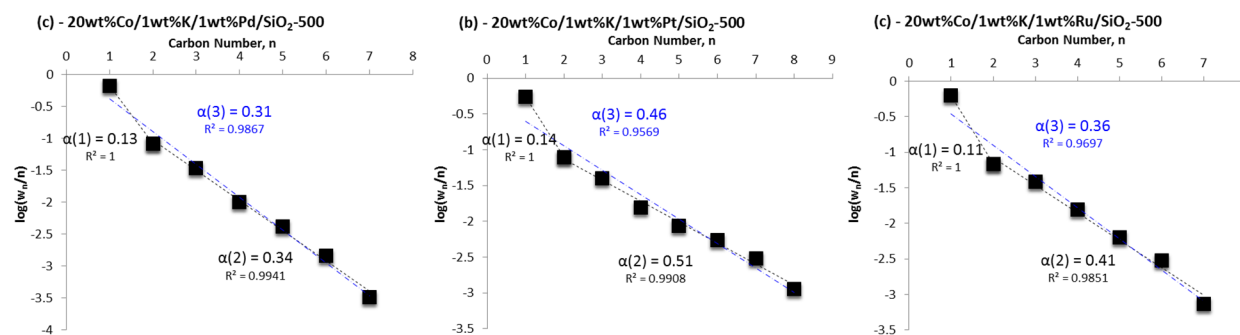 (c) - 20wt%Co/1wt%K/1wt%Pd/SiO₂-500
Carbon Number, n
0 1 2 3 4 5 6 7 8
0
-0.5
-1
-1.5
-2
-2.5
-3
-3.5
-4
log(wₙ/n)
α(3) = 0.31
R² = 0.9867
α(1) = 0.13
R² = 1
α(2) = 0.34
R² = 0.9941
(b) - 20wt%Co/1wt%K/1wt%Pt/SiO₂-500
Carbon Number, n
0 1 2 3 4 5 6 7 8 9
0
-0.5
-1
-1.5
-2
-2.5
-3
-3.5
log(wₙ/n)
α(3) = 0.46
R² = 0.9569
α(1) = 0.14
R² = 1
α(2) = 0.51
R² = 0.9908
(c) - 20wt%Co/1wt%K/1wt%Ru/SiO₂-500
Carbon Number, n
0 1 2 3 4 5 6 7
0
-0.5
-1
-1.5
-2
-2.5
-3
-3.5
log(wₙ/n)
α(3) = 0.36
R² = 0.9697
α(1) = 0.11
R² = 1
α(2) = 0.41
R² = 0.9851